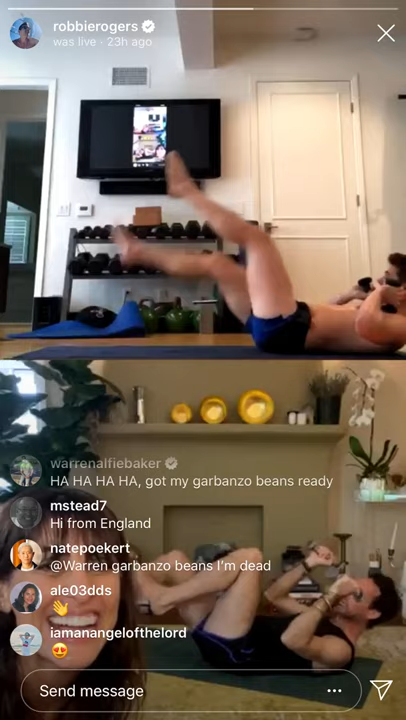 robbierogers
was live · 23h ago
warrenalfiebaker
HA HA HA HA, got my garbanzo beans ready
mstead7
Hi from England
natepoekert
@Warren garbanzo beans I'm dead
ale03dds
👋
iamanangelofthelord
😍
Send message